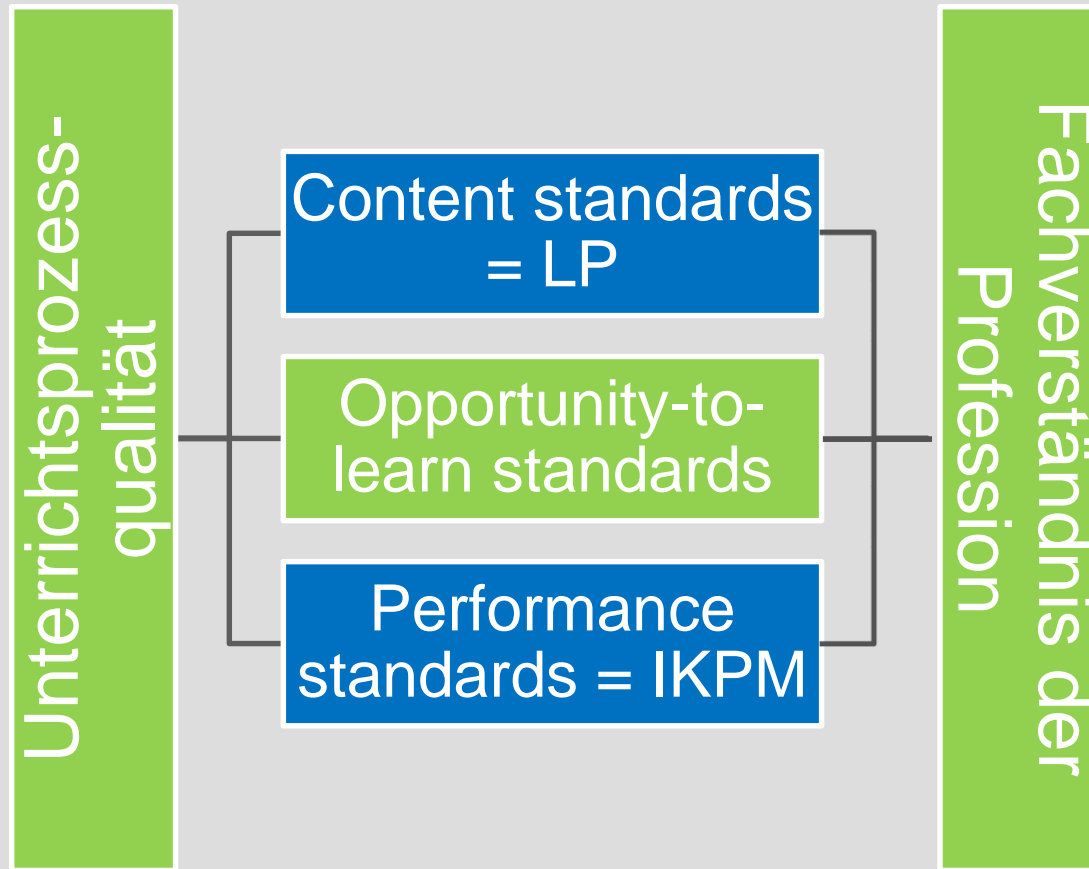 Unterrichtsprozess-
qualität
Content standards
= LP
Opportunity-to-
learn standards
Performance
standards = IKPM
Fachverständnis der
Profession